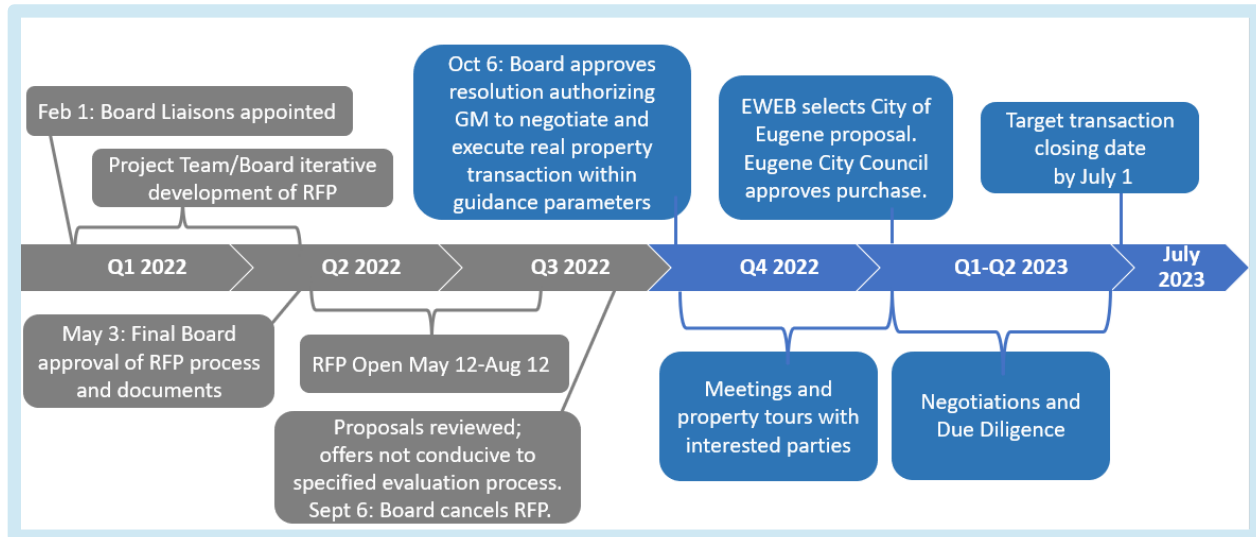 Feb 1: Board Liaisons appointed
Project Team/Board iterative
development of RFP
Oct 6: Board approves
resolution authorizing
GM to negotiate and
execute real property
transaction within
guidance parameters
EWEB selects City of
Eugene proposal.
Eugene City Council
approves purchase.
Target transaction
closing date
by July 1
Q1 2022
Q2 2022
Q3 2022
Q4 2022
Q1-Q2 2023
July
2023
May 3: Final Board
approval of RFP process
and documents
RFP Open May 12-Aug 12
Proposals reviewed;
offers not conducive to
specified evaluation process.
Sept 6: Board cancels RFP.
Meetings and
property tours with
interested parties
Negotiations and
Due Diligence